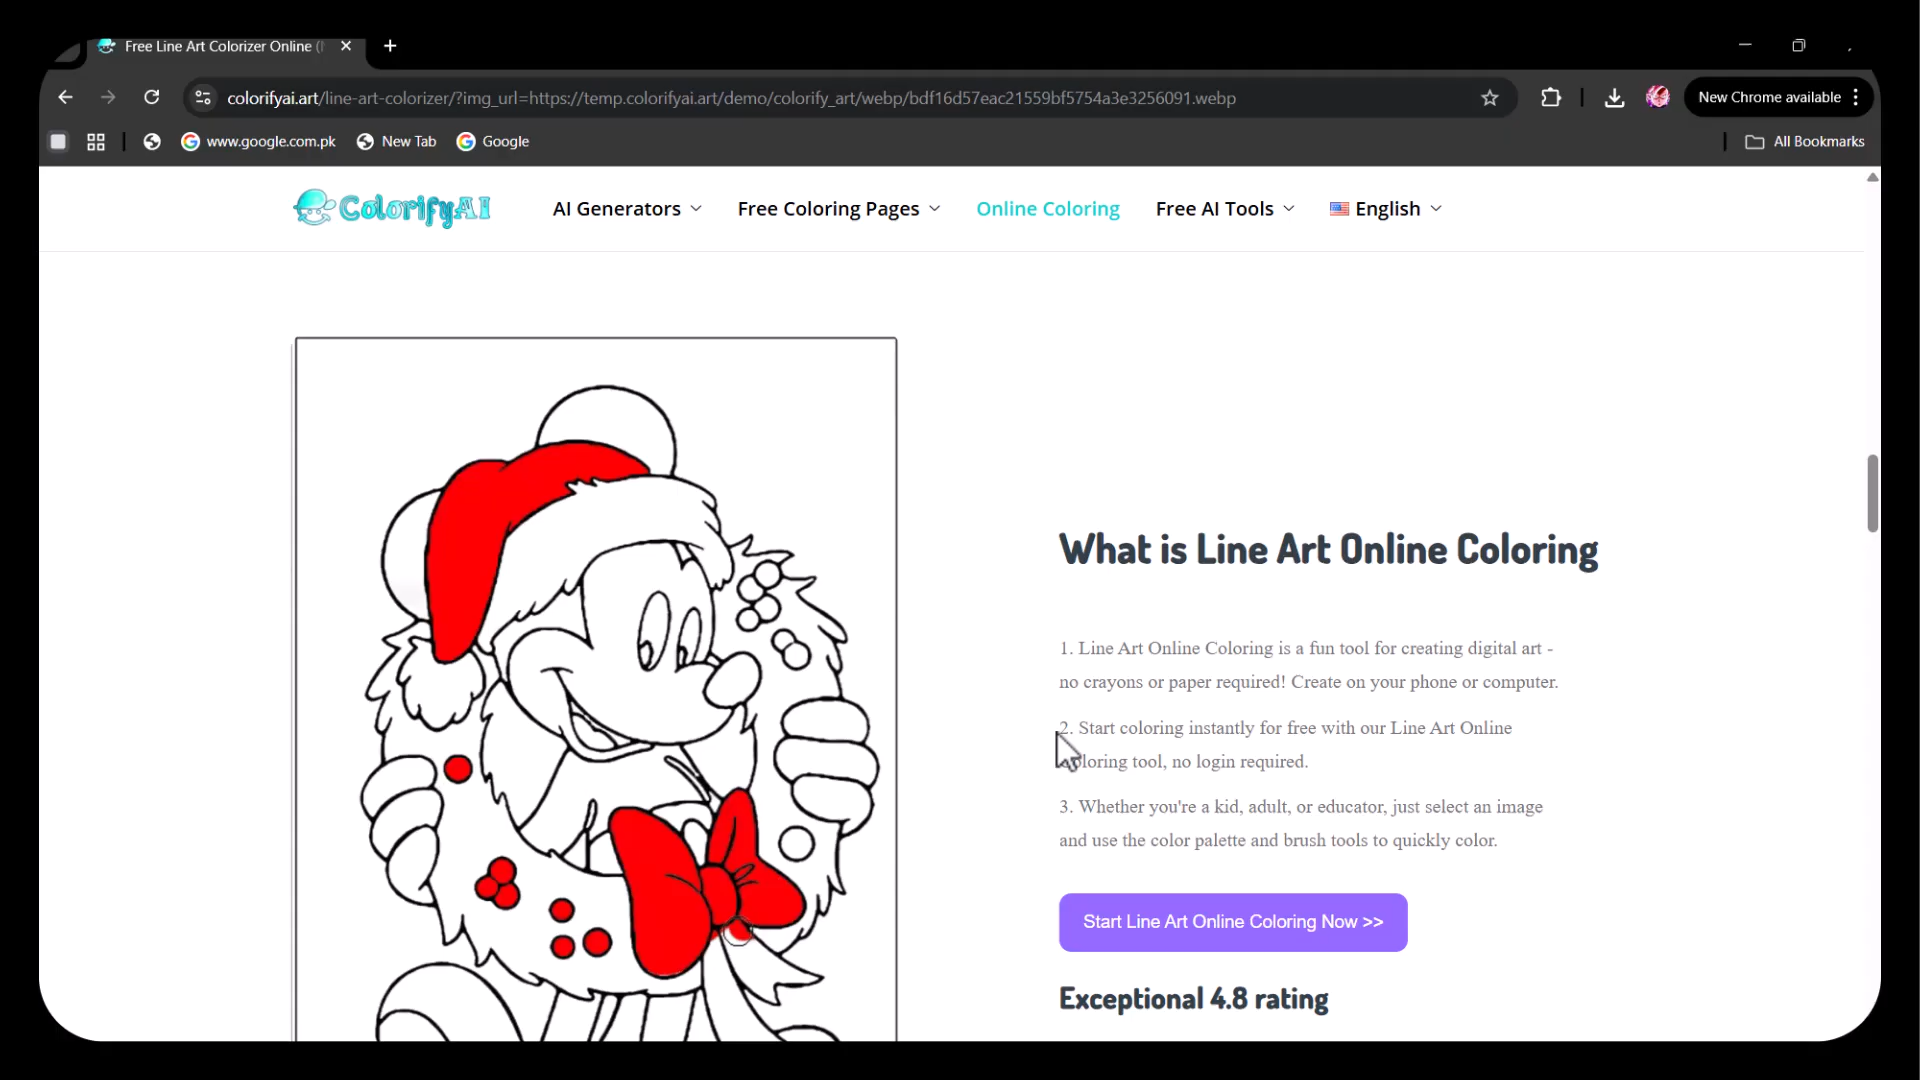 Free Line Art Colorizer Online (
colorifyai.art/line-art-colorizer/?img_url=https://temp.colorifyai.art/demo/colorify_art/webp/bdf16d57eac21559bf5754a3e3256091.webp
New Chrome available
www.google.com.pk
New Tab
Google
All Bookmarks
ColorifyAI
AI Generators
Free Coloring Pages
Online Coloring
Free AI Tools
English
What is Line Art Online Coloring
1. Line Art Online Coloring is a fun tool for creating digital art -
no crayons or paper required! Create on your phone or computer.
2. Start coloring instantly for free with our Line Art Online
loring tool, no login required.
3. Whether you're a kid, adult, or educator, just select an image
and use the color palette and brush tools to quickly color.
Start Line Art Online Coloring Now >>
Exceptional 4.8 rating